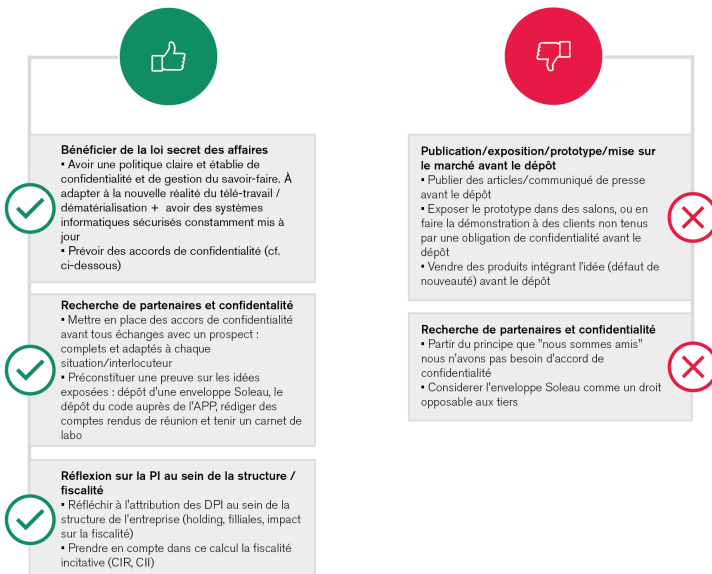 Bénéficier de la loi secret des affaires
▪ Avoir une politique claire et établie de
confidentialité et de gestion du savoir-faire. À
adapter à la nouvelle réalité du télé-travail /
dématérialisation + avoir des systèmes
informatiques sécurisés constamment mis à
jour
▪ Prévoir des accords de confidentialité (cf.
ci-dessous)
Recherche de partenaires et confidentalité
▪ Mettre en place des accors de confidentialité
avant tous échanges avec un prospect :
complets et adaptés à chaque
situation/interlocuteur
▪ Préconstituer une preuve sur les idées
exposées : dépôt d'une enveloppe Soleau, le
dépôt du code auprès de l'APP, rédiger des
comptes rendus de réunion et tenir un carnet de
labo
Réflexion sur la PI au sein de la structure /
fiscalité
▪ Réfléchir à l'attribution des DPI au sein de la
structure de l'entreprise (holding, filliales, impact
sur la fiscalité)
▪ Prendre en compte dans ce calcul la fiscalité
incitative (CIR, CII)
Publication/exposition/prototype/mise sur
le marché avant le dépôt
▪ Publier des articles/communiqué de presse
avant le dépôt
▪ Exposer le prototype dans des salons, ou en
faire la démonstration à des clients non tenus
par une obligation de confidentialité avant le
dépôt
▪ Vendre des produits intégrant l'idée (défaut de
nouveauté) avant le dépôt
Recherche de partenaires et confidentialité
▪ Partir du principe que "nous sommes amis"
nous n'avons pas besoin d'accord de
confidentialité
▪ Considerer l'enveloppe Soleau comme un droit
opposable aux tiers